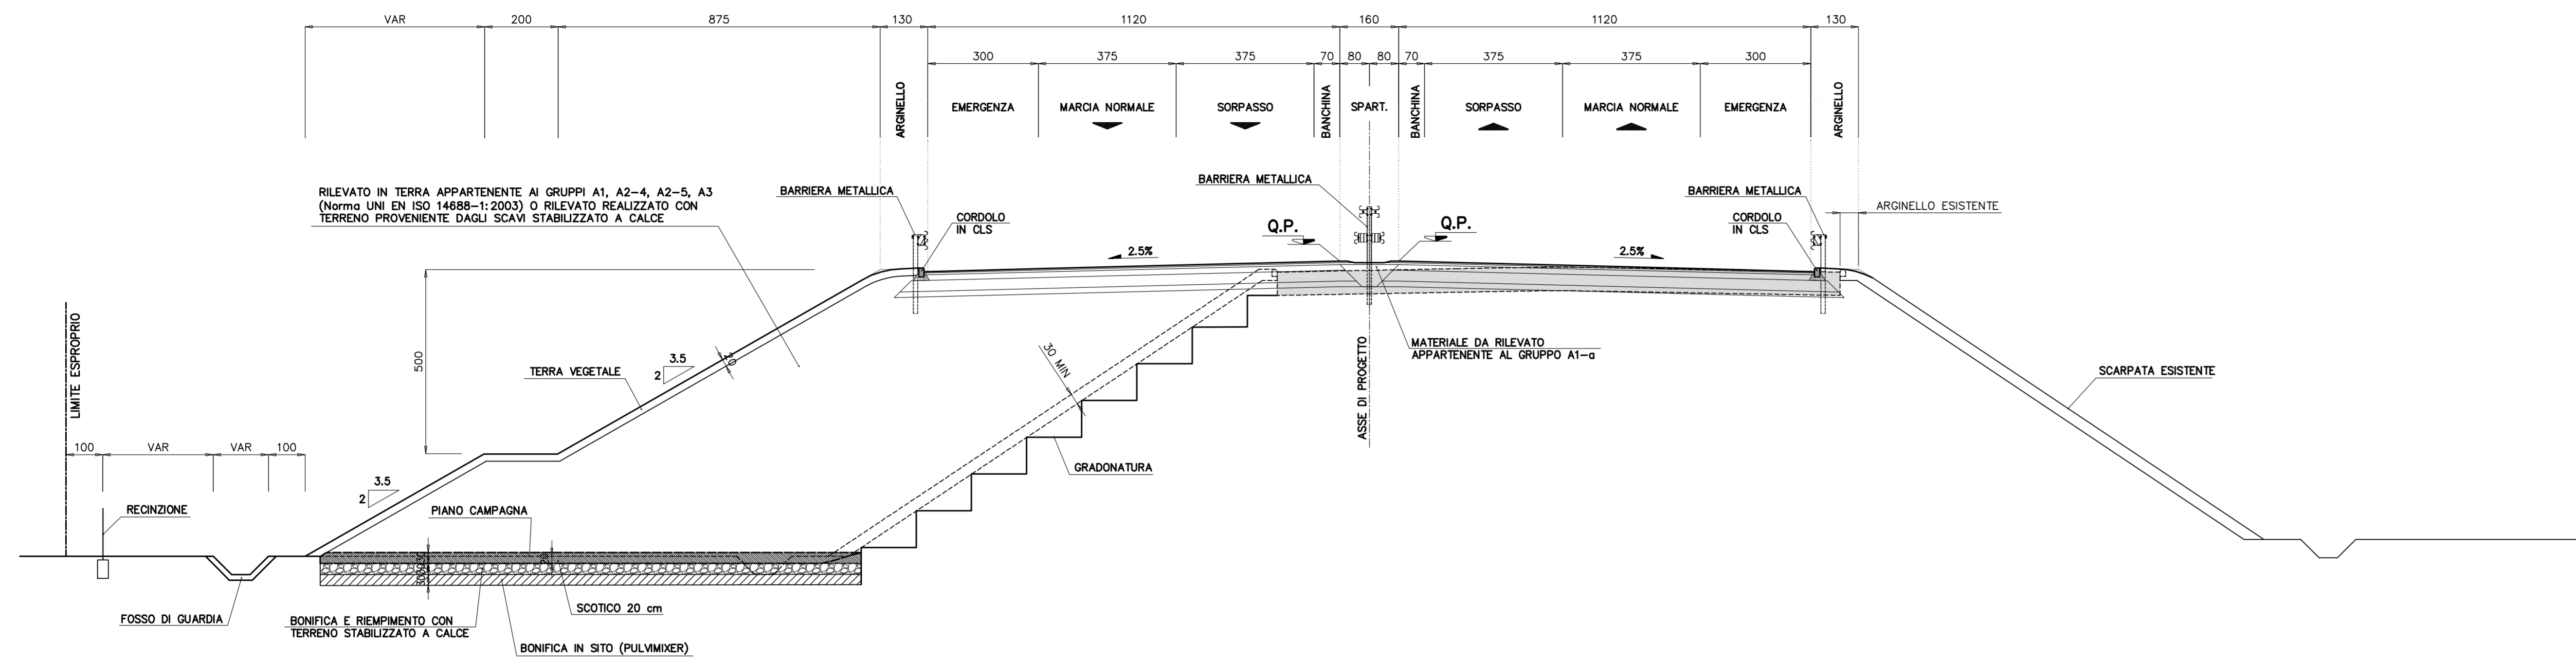 VAR
200
875
130
1120
160
1120
130
300
375
375
70
80
80
70
375
375
300
ARGINELLO
EMERGENZA
MARCIA NORMALE
SORPASSO
BANCHINA
SPART.
BANCHINA
SORPASSO
MARCIA NORMALE
EMERGENZA
ARGINELLO
RILEVATO IN TERRA APPARTENENTE AI GRUPPI A1, A2-4, A2-5, A3
(Norma UNI EN ISO 14688-1:2003) O RILEVATO REALIZZATO CON
TERRENO PROVENIENTE DAGLI SCAVI STABILIZZATO A CALCE
BARRIERA METALLICA
CORDOLO
IN CLS
BARRIERA METALLICA
Q.P.
Q.P.
BARRIERA METALLICA
CORDOLO
IN CLS
ARGINELLO ESISTENTE
2.5%
2.5%
LIMITE ESPROPRIO
500
3.5
2
20
TERRA VEGETALE
30 MIN
ASSE DI PROGETTO
MATERIALE DA RILEVATO
APPARTENENTE AL GRUPPO A1-a
SCARPATA ESISTENTE
100
VAR
VAR
100
3.5
2
GRADONATURA
RECINZIONE
PIANO CAMPAGNA
20
30
30
FOSSO DI GUARDIA
SCOTICO 20 cm
BONIFICA E RIEMPIMENTO CON
TERRENO STABILIZZATO A CALCE
BONIFICA IN SITO (PULVIMIXER)